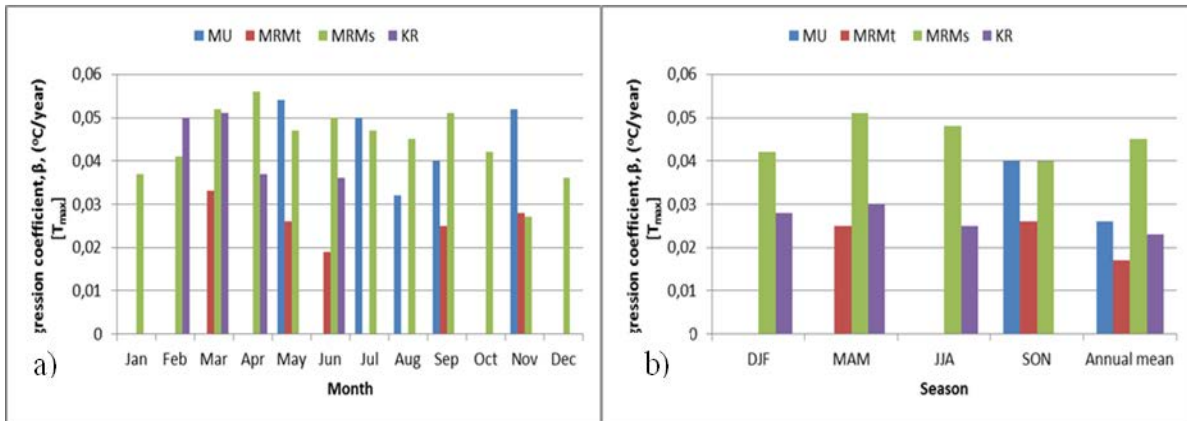 MU MRMt MRMs KR
gression coefficient, β, (°C/year)
[Tmax]
0,06
0,05
0,04
0,03
0,02
0,01
0
Jan Feb Mar Apr May Jun Jul Aug Sep Oct Nov Dec
Month
a)
MU MRMt MRMs KR
gression coefficient, β, (°C/year)
[Tmax]
0,06
0,05
0,04
0,03
0,02
0,01
0
DJF MAM JJA SON Annual mean
Season
b)